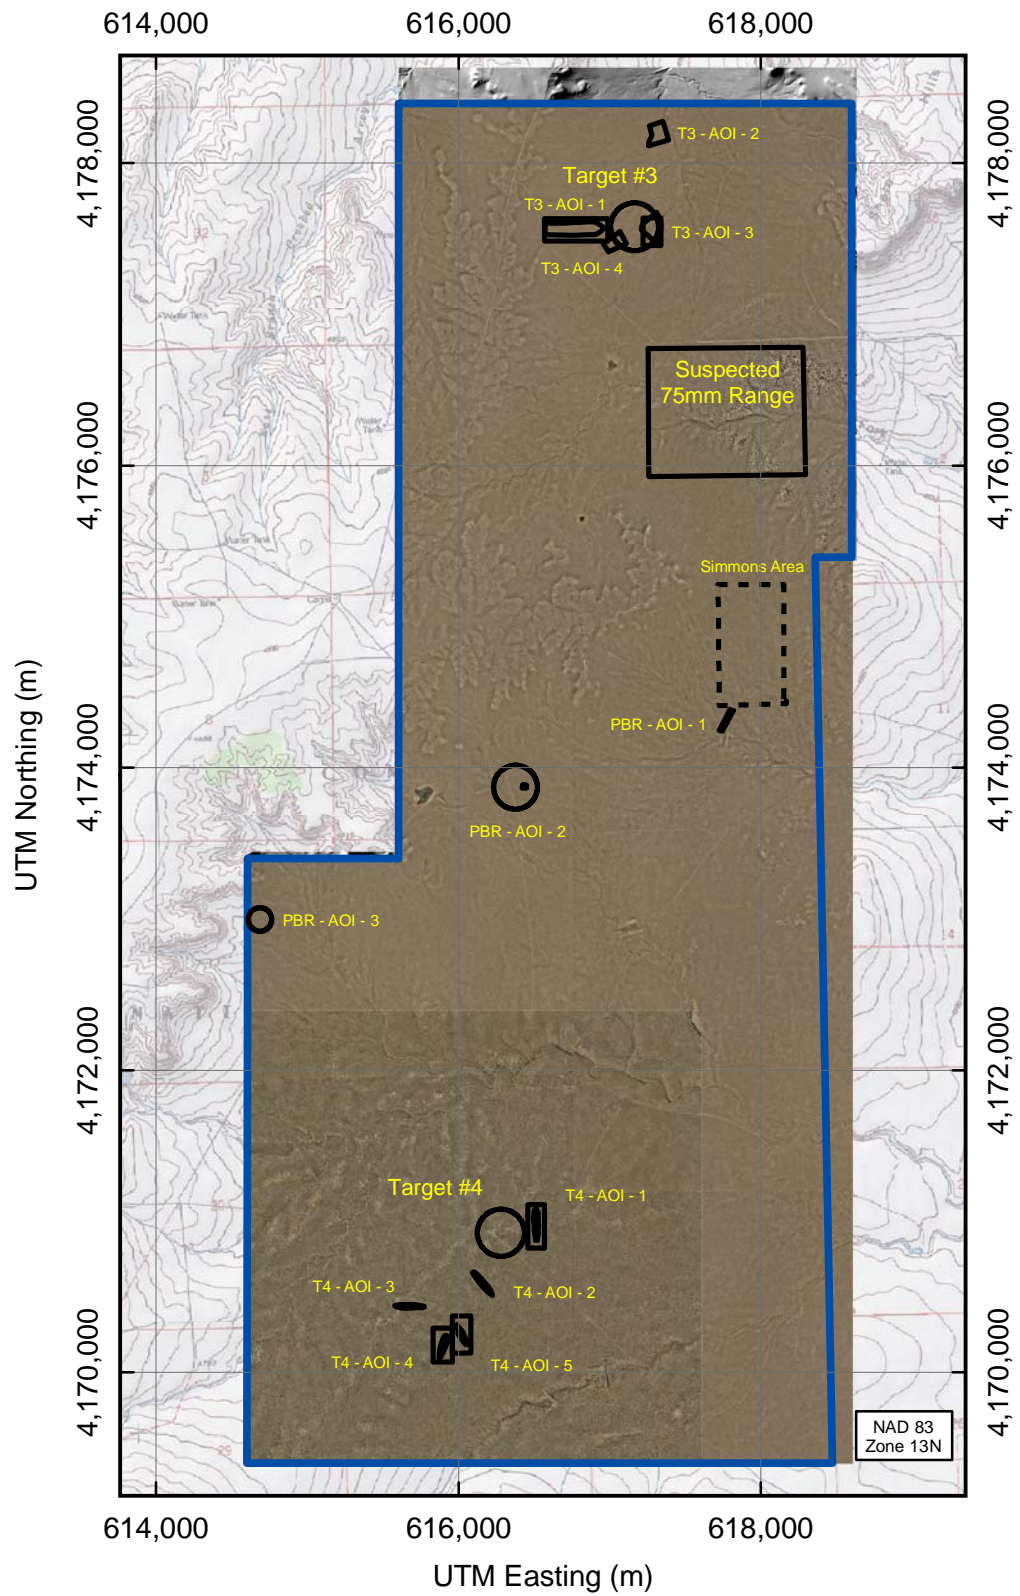 614,000
616,000
618,000
4,178,000
4,178,000
T3 - AOI - 2
Target #3
T3 - AOI - 1
T3 - AOI - 3
T3 - AOI - 4
Suspected
75mm Range
4,176,000
4,176,000
Simmons Area
PBR - AOI - 1
4,174,000
4,174,000
PBR - AOI - 2
UTM Northing (m)
PBR - AOI - 3
4,172,000
4,172,000
Target #4
T4 - AOI - 1
T4 - AOI - 3
T4 - AOI - 2
T4 - AOI - 4
T4 - AOI - 5
4,170,000
4,170,000
NAD 83
Zone 13N
614,000
616,000
618,000
UTM Easting (m)